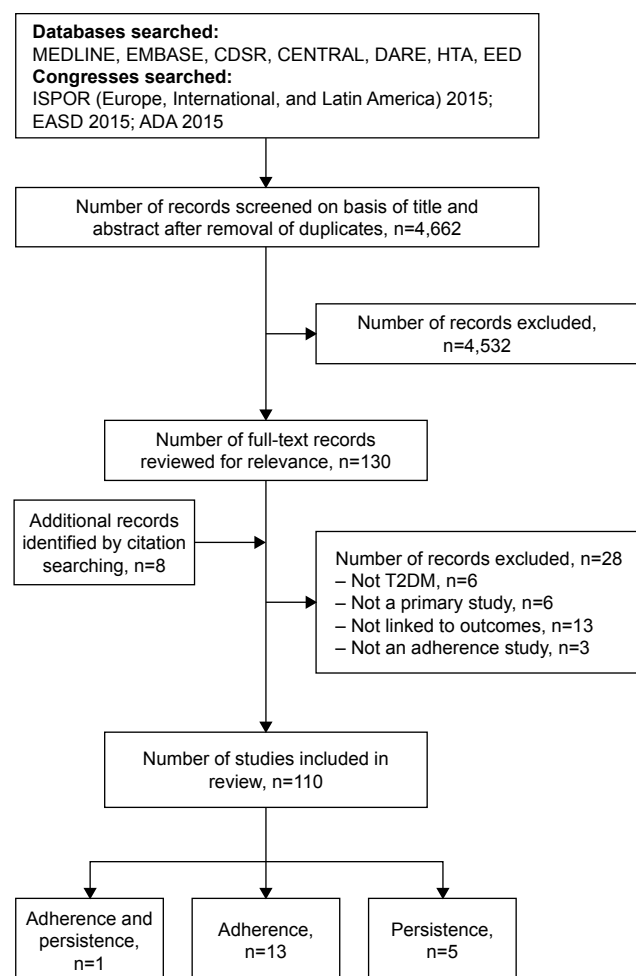 Databases searched:
MEDLINE, EMBASE, CDSR, CENTRAL, DARE, HTA, EED
Congresses searched:
ISPOR (Europe, International, and Latin America) 2015;
EASD 2015; ADA 2015
Number of records screened on basis of title and
abstract after removal of duplicates, n=4,662
Number of records excluded,
n=4,532
Number of full-text records
reviewed for relevance, n=130
Additional records
identified by citation
searching, n=8
Number of records excluded, n=28
– Not T2DM, n=6
– Not a primary study, n=6
– Not linked to outcomes, n=13
– Not an adherence study, n=3
Number of studies included in
review, n=110
Adherence and
persistence,
n=1
Adherence,
n=13
Persistence,
n=5